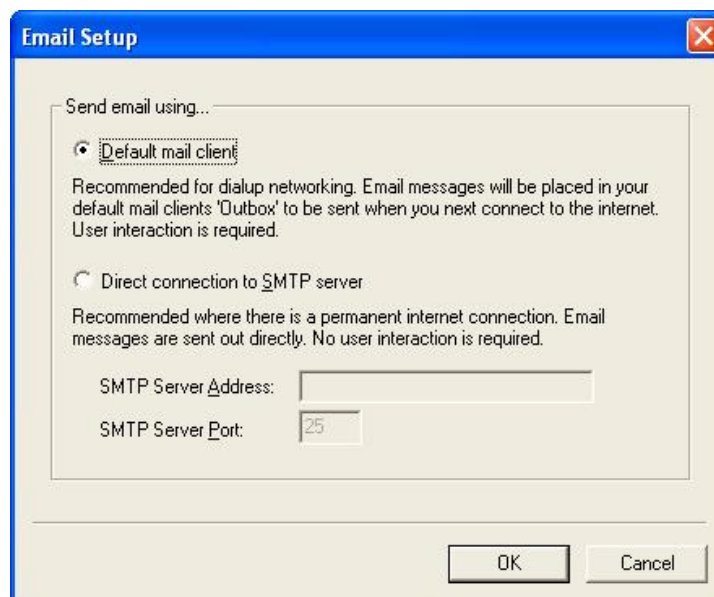 Email Setup
Send email using...
Default mail client
Recommended for dialup networking. Email messages will be placed in your
default mail clients 'Outbox' to be sent when you next connect to the internet.
User interaction is required.
Direct connection to SMTP server
Recommended where there is a permanent internet connection. Email
messages are sent out directly. No user interaction is required.
SMTP Server Address:
SMTP Server Port: 25
OK Cancel